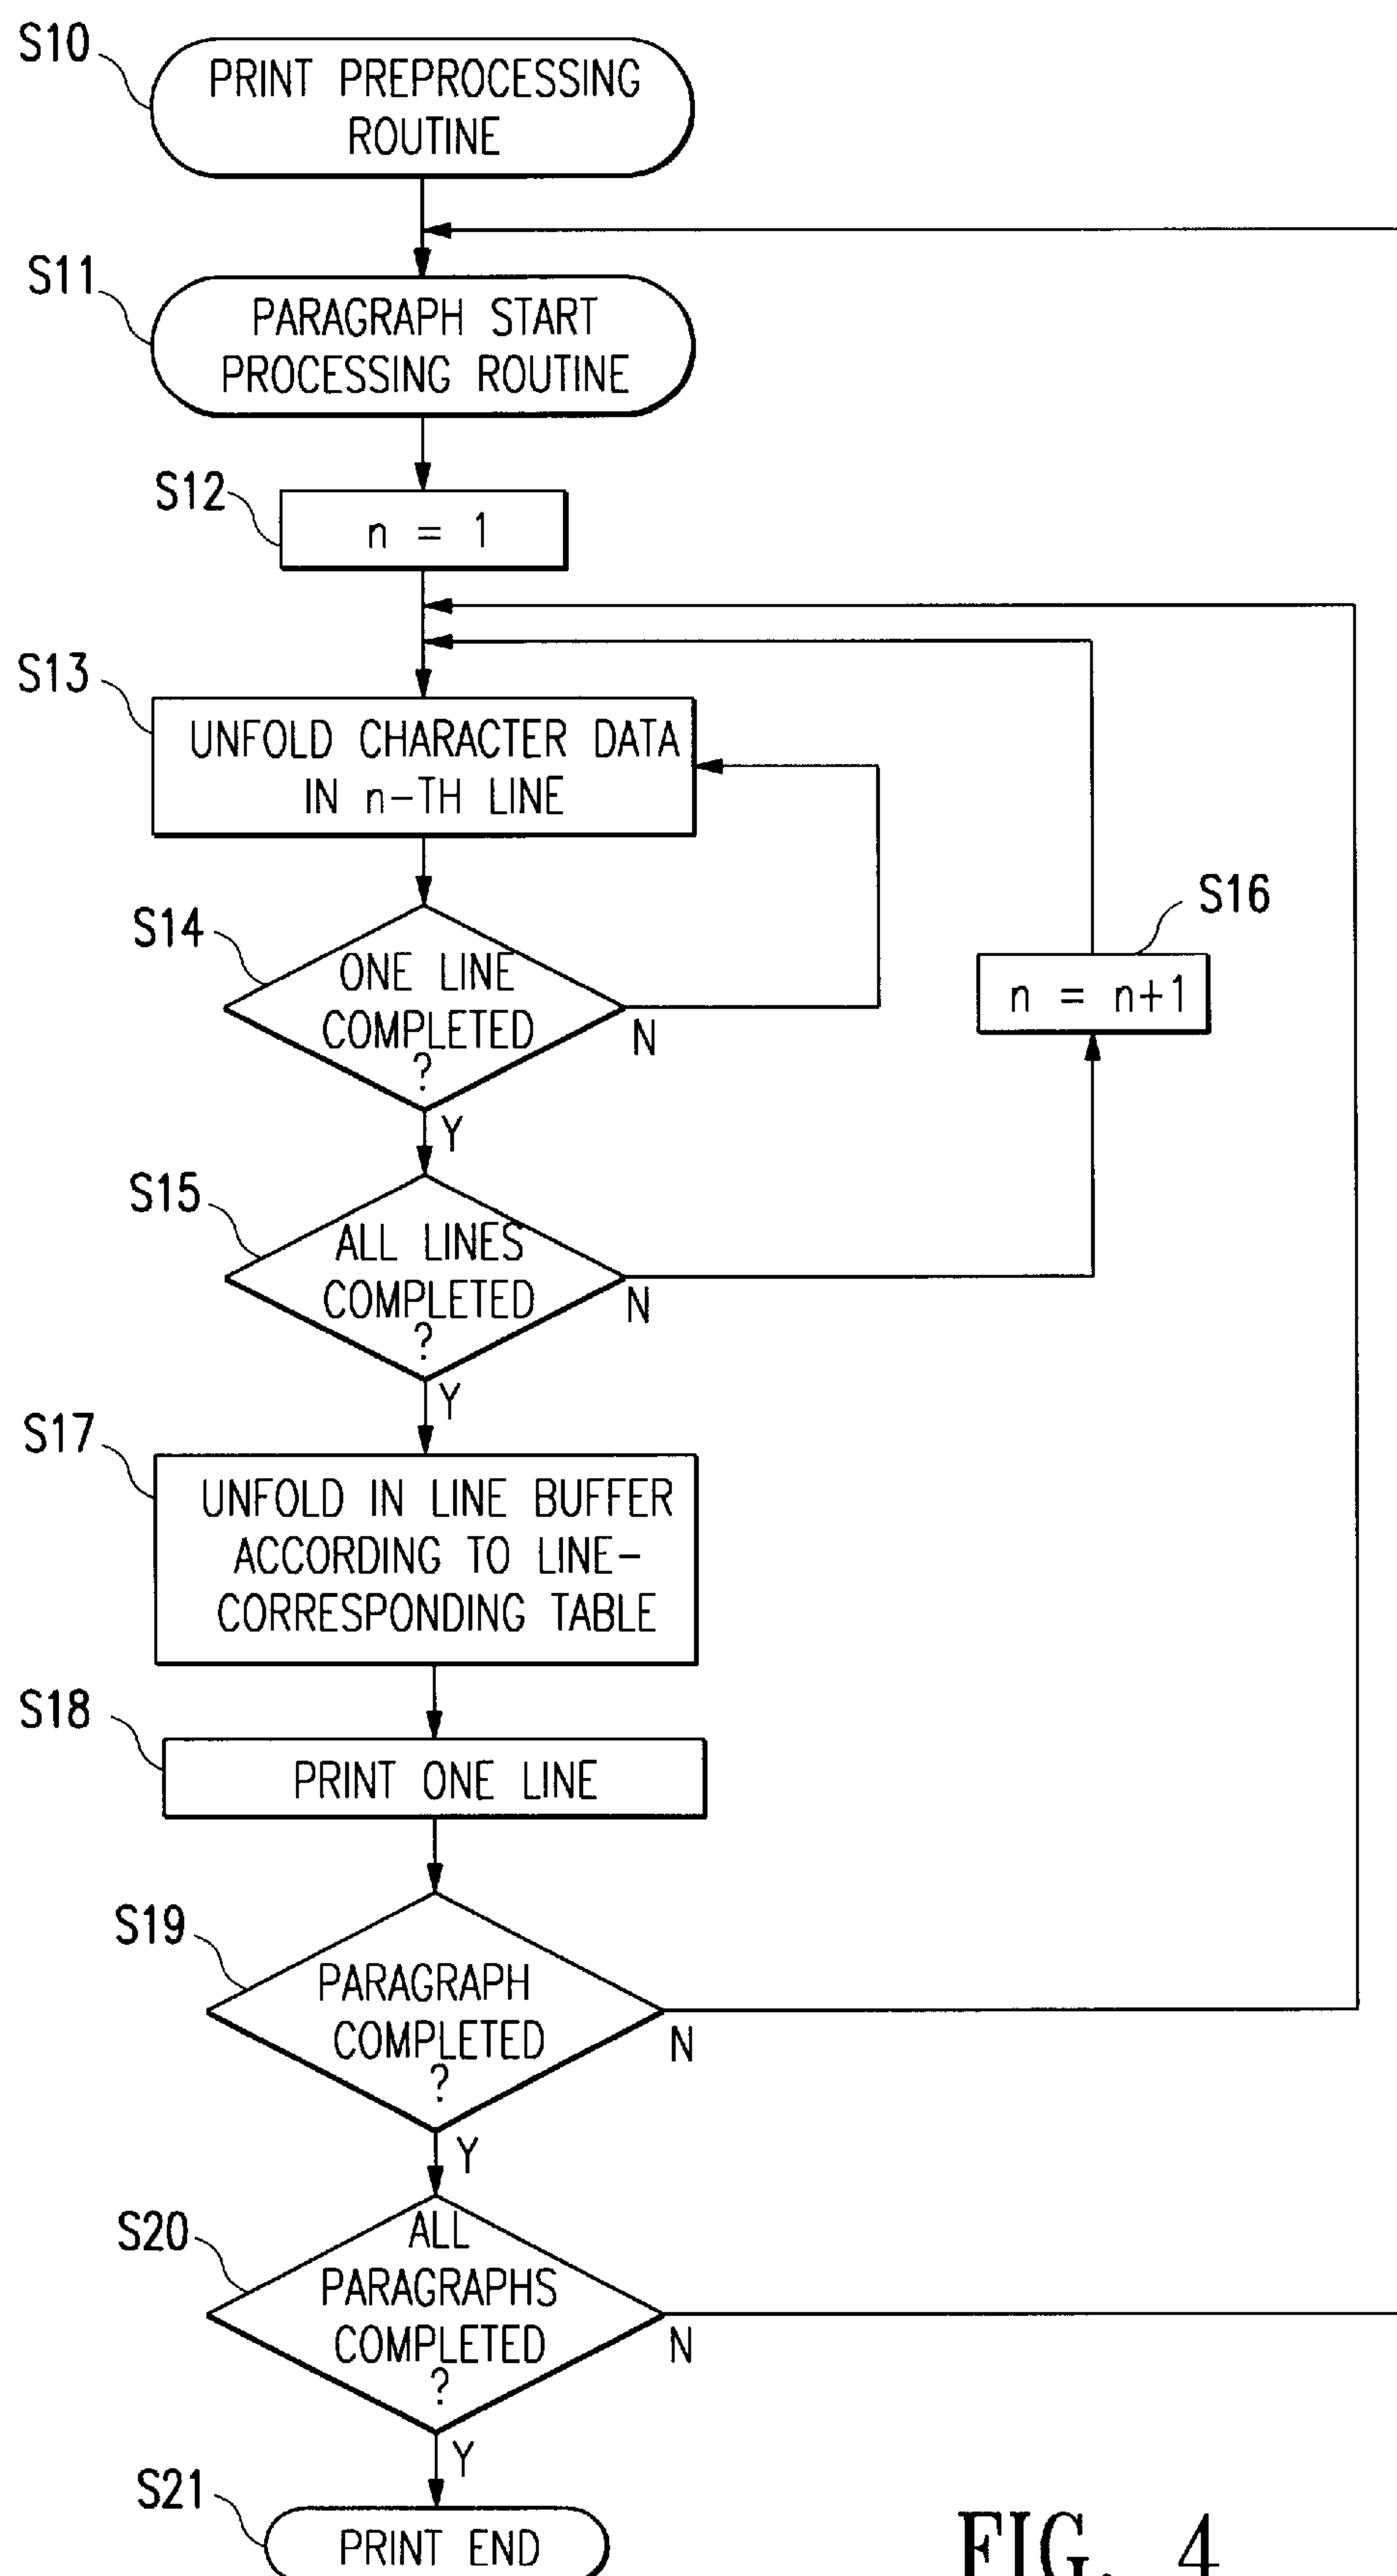 S10
PRINT PREPROCESSING
ROUTINE
S11
PARAGRAPH START
PROCESSING ROUTINE
S12
n = 1
S13
UNFOLD CHARACTER DATA
IN n-TH LINE
S14
ONE LINE
COMPLETED
?
N
Y
S16
n = n+1
S15
ALL LINES
COMPLETED
?
N
Y
S17
UNFOLD IN LINE BUFFER
ACCORDING TO LINE-
CORRESPONDING TABLE
S18
PRINT ONE LINE
S19
PARAGRAPH
COMPLETED
?
N
Y
S20
ALL
PARAGRAPHS
COMPLETED
?
N
Y
S21
PRINT END
FIG. 4